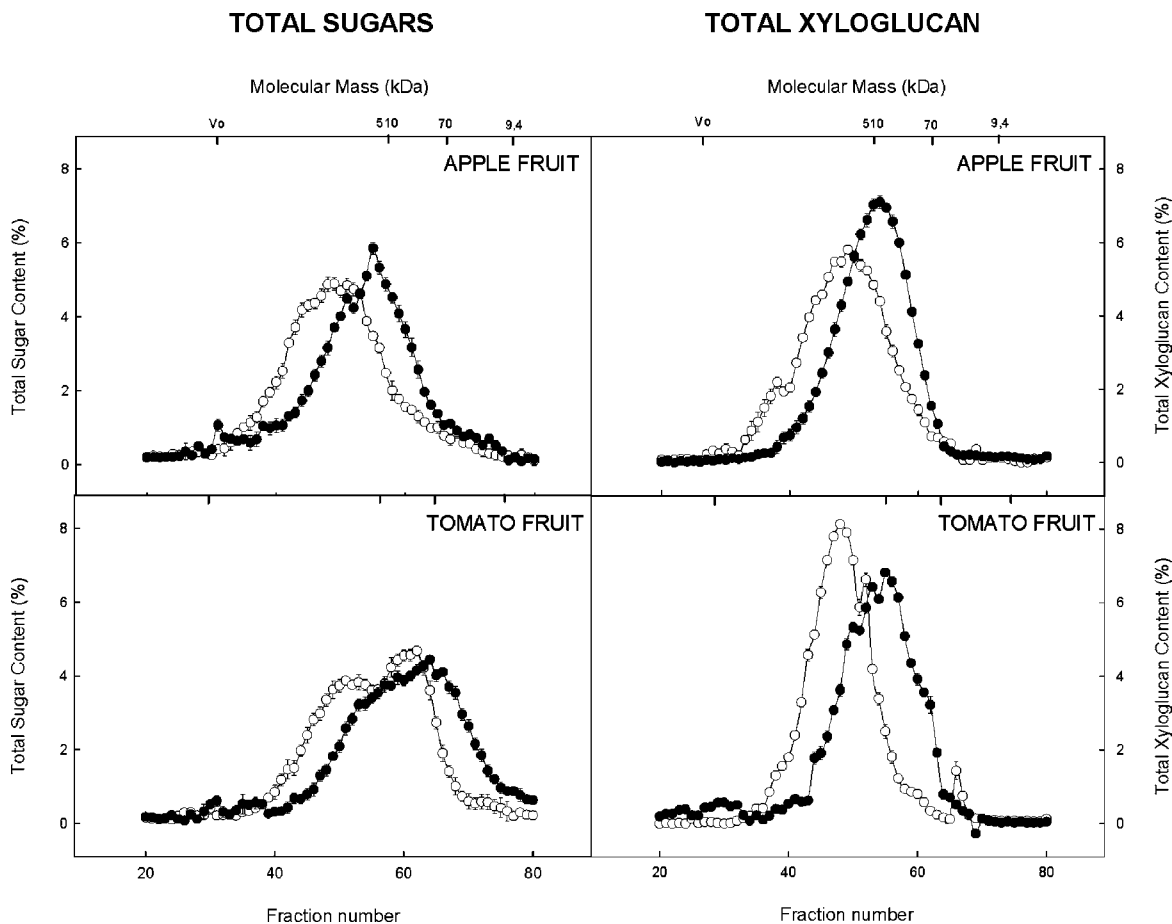 TOTAL SUGARS
TOTAL XYLOGLUCAN
Molecular Mass (kDa)
Molecular Mass (kDa)
Vo 510 70 9,4
Vo 510 70 9,4
APPLE FRUIT
APPLE FRUIT
Total Sugar Content (%)
8
6
4
2
0
8
6
4
2
0
Total Xyloglucan Content (%)
TOMATO FRUIT
TOMATO FRUIT
Total Sugar Content (%)
8
6
4
2
0
8
6
4
2
0
Total Xyloglucan Content (%)
20 40 60 80
20 40 60 80
Fraction number
Fraction number